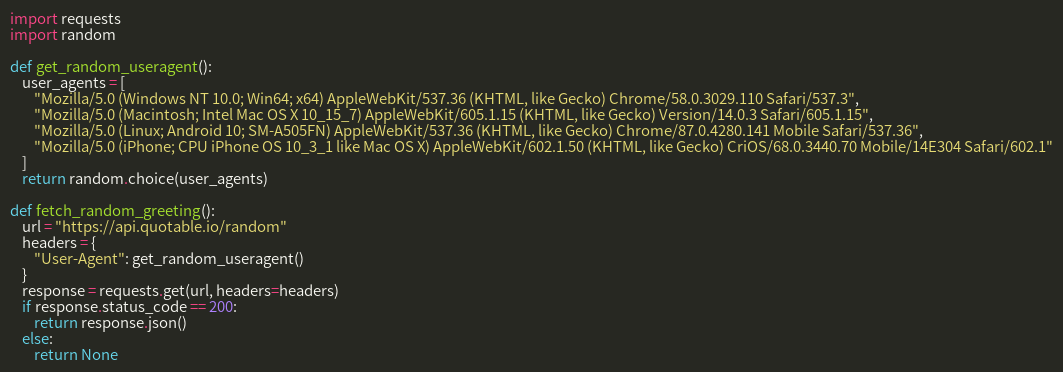 import requests
import random
def get_random_useragent():
user_agents = [
"Mozilla/5.0 (Windows NT 10.0; Win64; x64) AppleWebKit/537.36 (KHTML, like Gecko) Chrome/58.0.3029.110 Safari/537.3",
"Mozilla/5.0 (Macintosh; Intel Mac OS X 10_15_7) AppleWebKit/605.1.15 (KHTML, like Gecko) Version/14.0.3 Safari/605.1.15",
"Mozilla/5.0 (Linux; Android 10; SM-A505FN) AppleWebKit/537.36 (KHTML, like Gecko) Chrome/87.0.4280.141 Mobile Safari/537.36",
"Mozilla/5.0 (iPhone; CPU iPhone OS 10_3_1 like Mac OS X) AppleWebKit/602.1.50 (KHTML, like Gecko) CriOS/68.0.3440.70 Mobile/14E304 Safari/602.1"
]
return random.choice(user_agents)
def fetch_random_greeting():
url = "https://api.quotable.io/random"
headers = {
"User-Agent": get_random_useragent()
}
response = requests.get(url, headers=headers)
if response.status_code == 200:
return response.json()
else:
return None